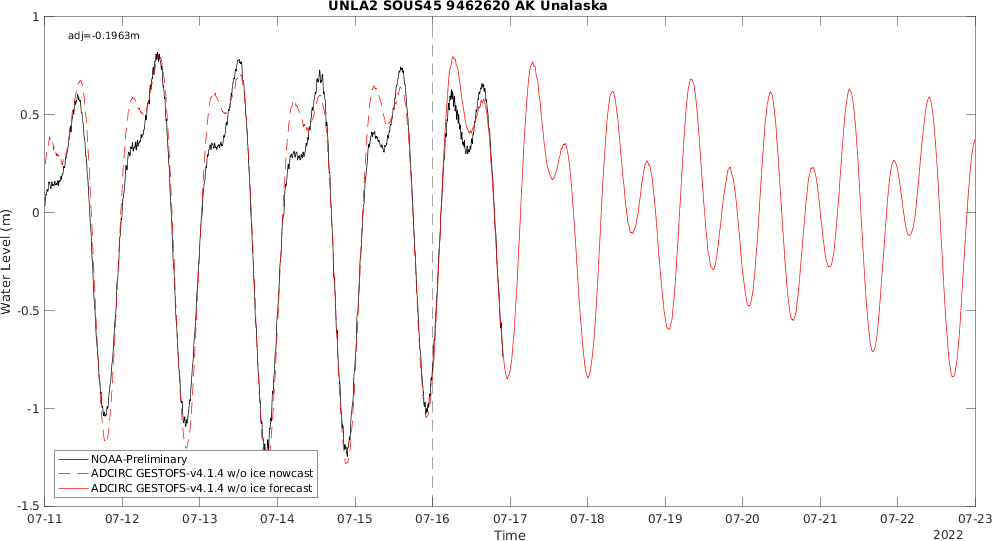 UNLA2 SOUS45 9462620 AK Unalaska
adj=-0.1963m
1
0.5
0
-0.5
-1
-1.5
Water Level (m)
NOAA-Preliminary
ADCIRC GESTOFS-v4.1.4 w/o ice nowcast
ADCIRC GESTOFS-v4.1.4 w/o ice forecast
07-11 07-12 07-13 07-14 07-15 07-16 07-17 07-18 07-19 07-20 07-21 07-22 07-23
Time
2022